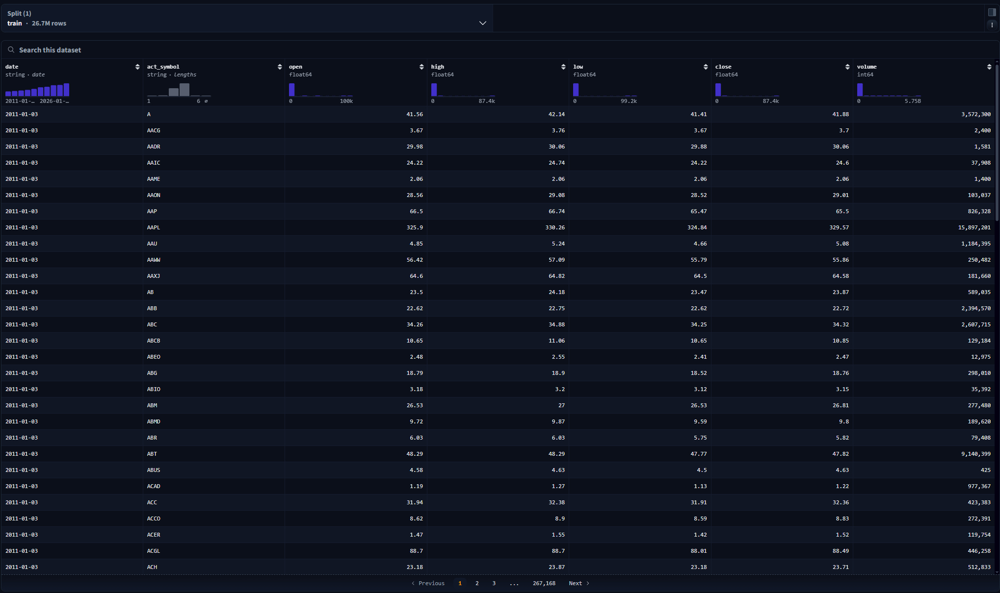 Split (1)
train · 26.7M rows
Search this dataset
date act_symbol open high low close volume
string · date string · lengths float64 float64 float64 float64 int64
2011-01-… 2026-01-… 1 6 ⌀ 0 100k 0 87.4k 0 99.2k 0 87.4k 0 5.75B
2011-01-03 A 41.56 42.14 41.41 41.88 3,572,300
2011-01-03 AACG 3.67 3.76 3.67 3.7 2,400
2011-01-03 AADR 29.98 30.06 29.88 30.06 1,581
2011-01-03 AAIC 24.22 24.74 24.22 24.6 37,908
2011-01-03 AAME 2.06 2.06 2.06 2.06 1,400
2011-01-03 AAON 28.56 29.08 28.52 29.01 103,037
2011-01-03 AAP 66.5 66.74 65.47 65.5 826,328
2011-01-03 AAPL 325.9 330.26 324.84 329.57 15,897,201
2011-01-03 AAU 4.85 5.24 4.66 5.08 1,184,395
2011-01-03 AAWW 56.42 57.09 55.79 55.86 250,482
2011-01-03 AAXJ 64.6 64.82 64.5 64.58 181,660
2011-01-03 AB 23.5 24.18 23.47 23.87 589,035
2011-01-03 ABB 22.62 22.75 22.62 22.72 2,394,570
2011-01-03 ABC 34.26 34.88 34.25 34.32 2,607,715
2011-01-03 ABCB 10.65 11.06 10.65 10.85 129,184
2011-01-03 ABEO 2.48 2.55 2.41 2.47 12,975
2011-01-03 ABG 18.79 18.9 18.52 18.76 298,010
2011-01-03 ABIO 3.18 3.2 3.12 3.15 35,392
2011-01-03 ABM 26.53 27 26.53 26.81 277,480
2011-01-03 ABMD 9.72 9.87 9.59 9.8 189,620
2011-01-03 ABR 6.03 6.03 5.75 5.82 79,408
2011-01-03 ABT 48.29 48.29 47.77 47.82 9,140,399
2011-01-03 ABUS 4.58 4.63 4.5 4.63 425
2011-01-03 ACAD 1.19 1.27 1.13 1.22 977,367
2011-01-03 ACC 31.94 32.38 31.91 32.36 423,383
2011-01-03 ACCO 8.62 8.9 8.59 8.83 272,391
2011-01-03 ACER 1.47 1.55 1.42 1.52 119,754
2011-01-03 ACGL 88.7 88.7 88.01 88.49 446,258
2011-01-03 ACH 23.18 23.87 23.18 23.71 512,833
< Previous 1 2 3 ... 267,168 Next >